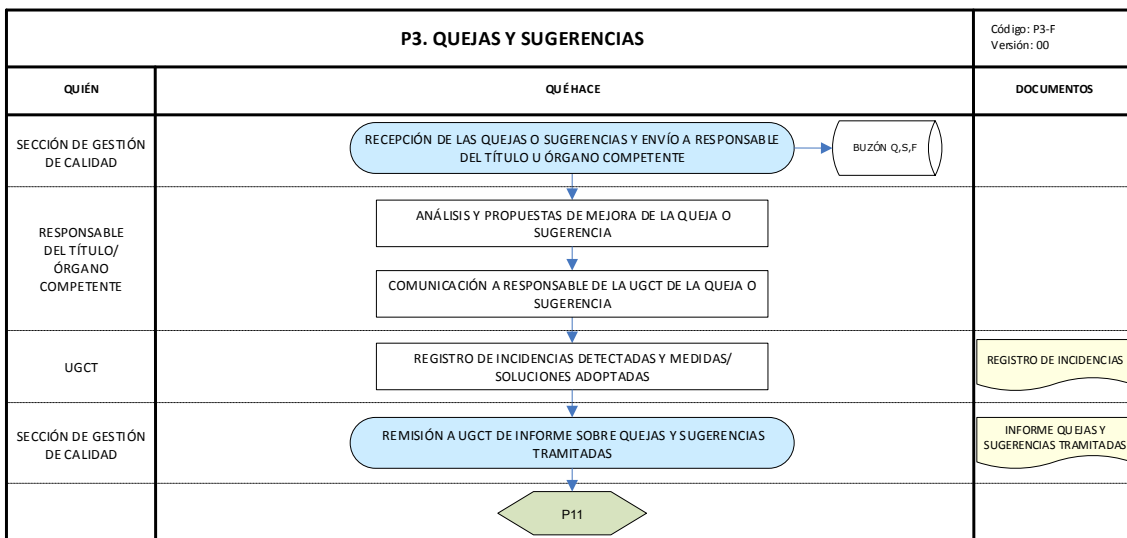 P3. QUEJAS Y SUGERENCIAS
Código: P3-F
Versión: 00
QUIÉN
QUÉ HACE
DOCUMENTOS
SECCIÓN DE GESTIÓN
DE CALIDAD
RECEPCIÓN DE LAS QUEJAS O SUGERENCIAS Y ENVÍO A RESPONSABLE
DEL TÍTULO U ÓRGANO COMPETENTE
BUZÓN Q,S,F
RESPONSABLE
DEL TÍTULO/
ÓRGANO
COMPETENTE
ANÁLISIS Y PROPUESTAS DE MEJORA DE LA QUEJA O
SUGERENCIA
COMUNICACIÓN A RESPONSABLE DE LA UGCT DE LA QUEJA O
SUGERENCIA
UGCT
REGISTRO DE INCIDENCIAS DETECTADAS Y MEDIDAS/
SOLUCIONES ADOPTADAS
REGISTRO DE INCIDENCIAS
SECCIÓN DE GESTIÓN
DE CALIDAD
REMISIÓN A UGCT DE INFORME SOBRE QUEJAS Y SUGERENCIAS
TRAMITADAS
INFORME QUEJAS Y
SUGERENCIAS TRAMITADAS
P11